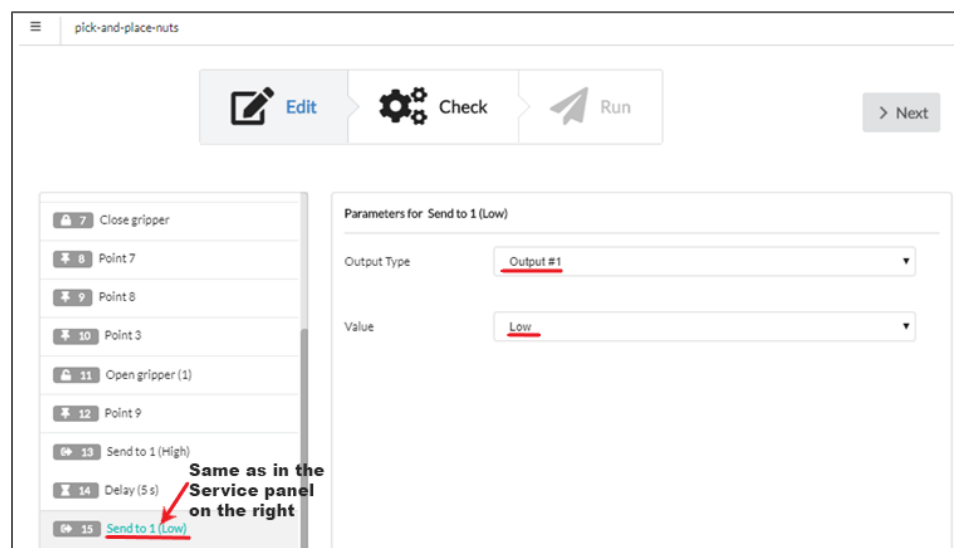 pick-and-place-nuts
Edit
Check
Run
> Next
7 Close gripper
8 Point 7
9 Point 8
10 Point 3
11 Open gripper (1)
12 Point 9
13 Send to 1 (High)
14 Delay (5 s)
15 Send to 1 (Low)
Same as in the
Service panel
on the right
Parameters for Send to 1 (Low)
Output Type
Output #1
Value
Low